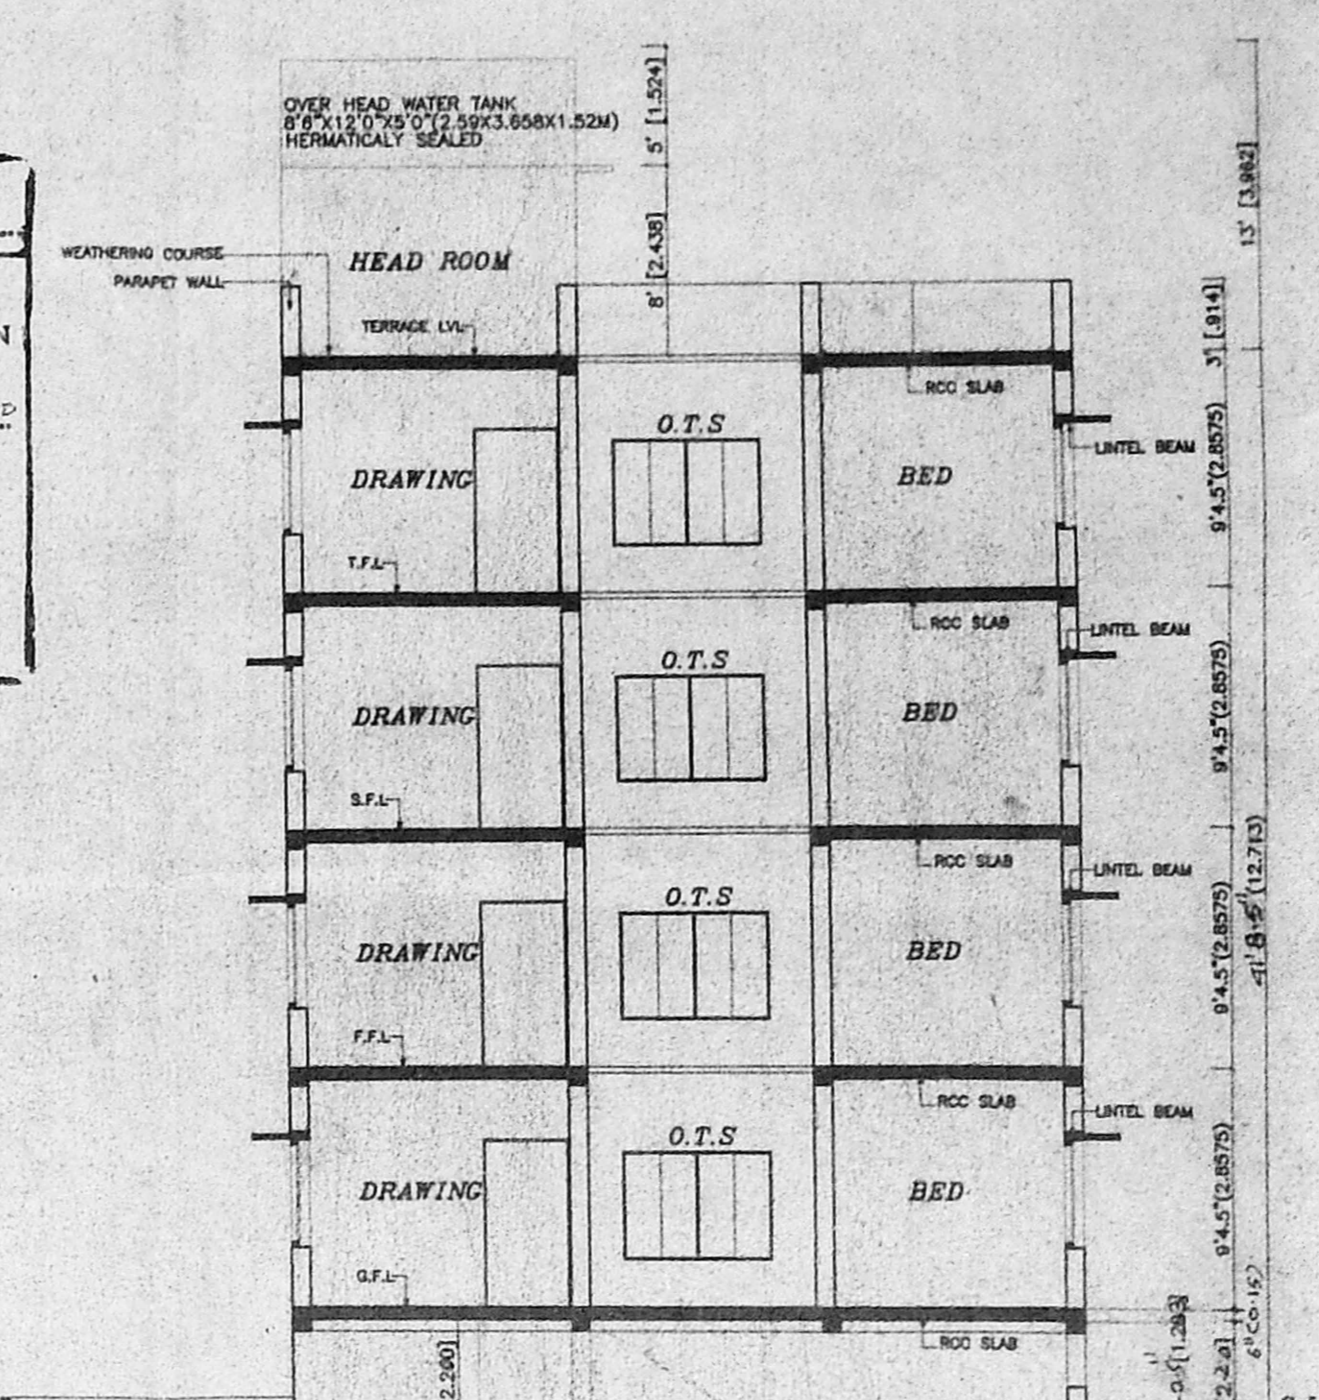 OVER HEAD WATER TANK
8'6"X12'0"X5'0"(2.59X3.658X1.52M)
HERMATICALY SEALED
5' [1.524]
13' [3.962]
8' [2.438]
WEATHERING COURSE
HEAD ROOM
PARAPET WALL
TERRACE LVL
3' [.914]
RCC SLAB
O.T.S
LINTEL BEAM
DRAWING
BED
9'4.5"(2.8575)
T.F.L
RCC SLAB
LINTEL BEAM
O.T.S
DRAWING
BED
9'4.5"(2.8575)
S.F.L
RCC SLAB
LINTEL BEAM
O.T.S
DRAWING
BED
9'4.5"(2.8575)
41'8.5"(12.713)
F.F.L
RCC SLAB
LINTEL BEAM
O.T.S
DRAWING
BED
9'4.5"(2.8575)
G.F.L
6"(0.15)
RCC SLAB
2.200]